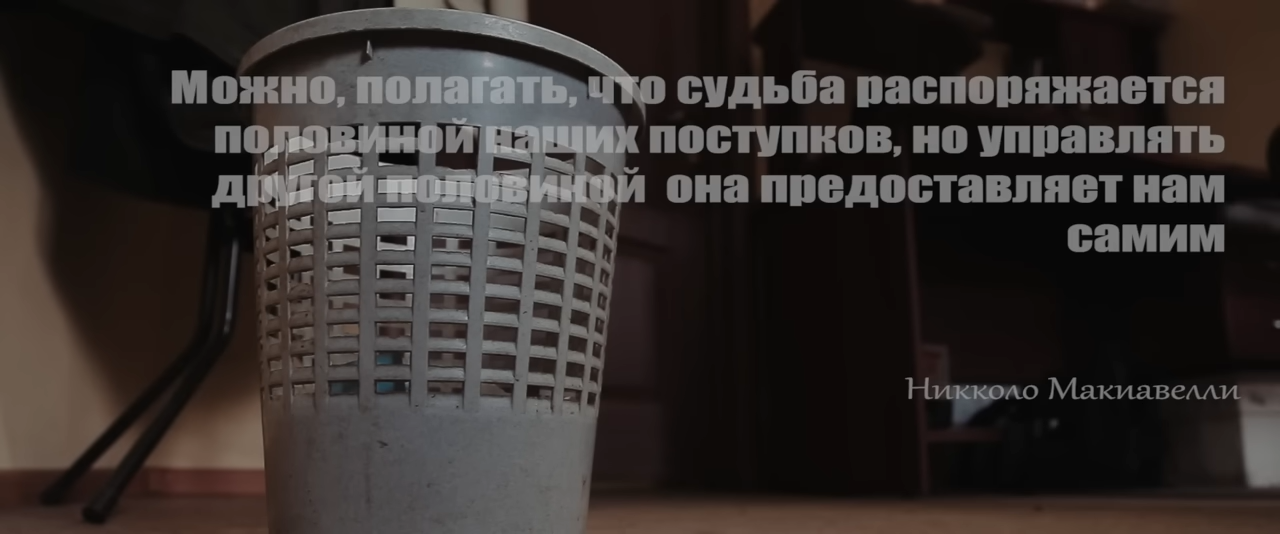 Можно, полагать, что судьба распоряжается
половиной наших поступков, но управлять
другой половиной она предоставляет нам
самим
Никколо Макиавелли